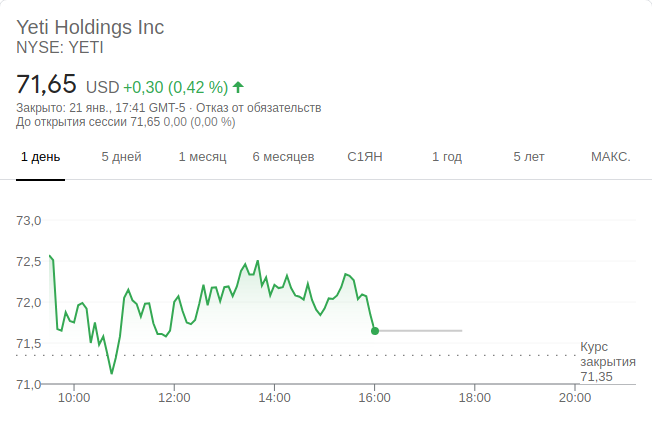 Yeti Holdings Inc
NYSE: YETI
71,65 USD +0,30 (0,42 %)
Закрыто: 21 янв., 17:41 GMT-5 · Отказ от обязательств
До открытия сессии 71,65 0,00 (0,00 %)
1 день 5 дней 1 месяц 6 месяцев С1ЯН 1 год 5 лет МАКС.
73,0
72,5
72,0
71,5
Курс
закрытия
71,35
71,0
10:00 12:00 14:00 16:00 18:00 20:00